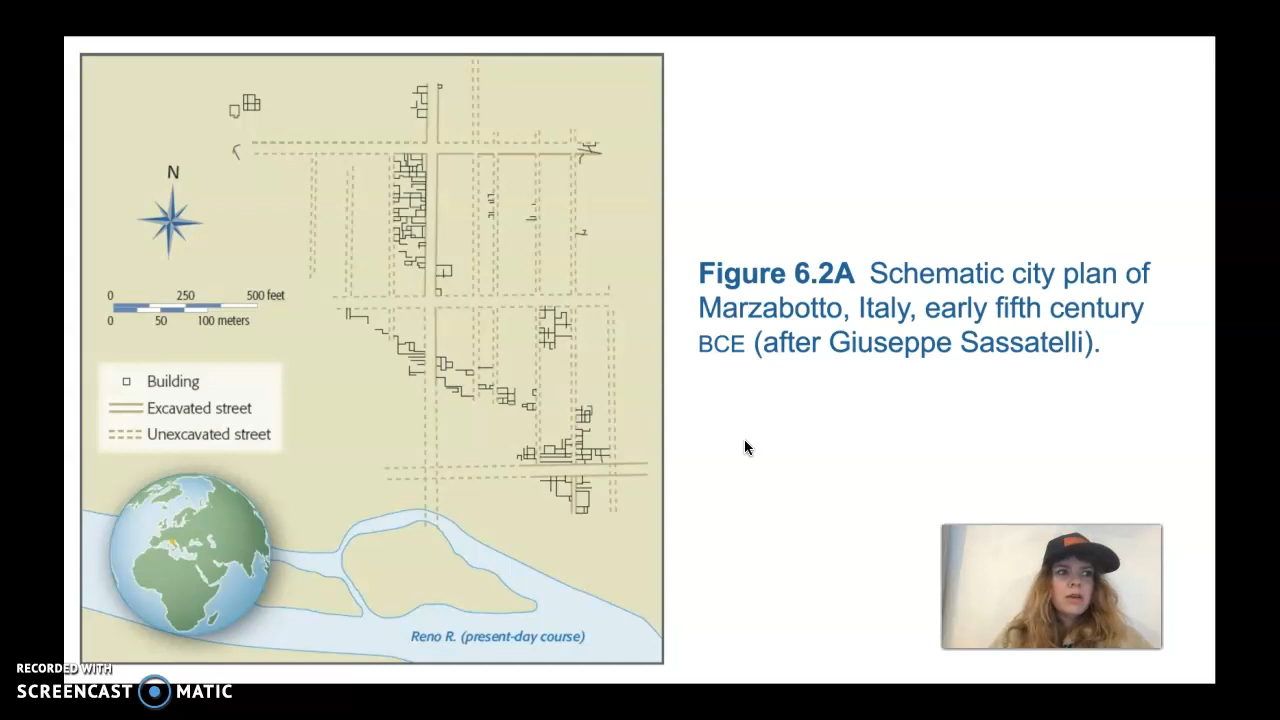 N
0 250 500 feet
0 50 100 meters
Building
Excavated street
Unexcavated street
Reno R. (present-day course)
Figure 6.2A Schematic city plan of
Marzabotto, Italy, early fifth century
BCE (after Giuseppe Sassatelli).
RECORDED WITH
SCREENCAST MATIC